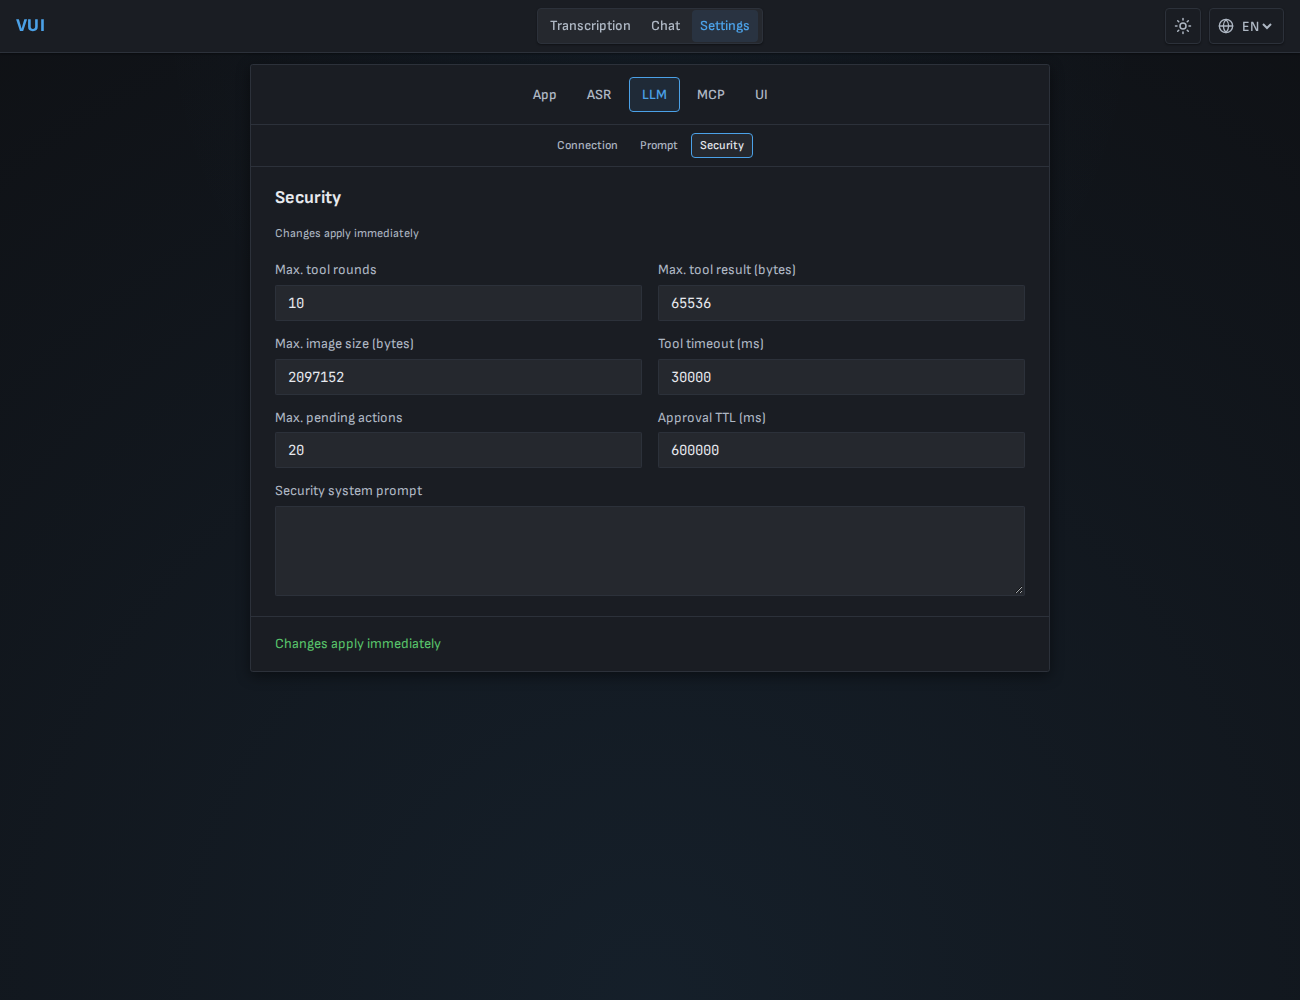 VUI
Transcription Chat Settings
EN
App ASR LLM MCP UI
Connection Prompt Security
Security
Changes apply immediately
Max. tool rounds
10
Max. tool result (bytes)
65536
Max. image size (bytes)
2097152
Tool timeout (ms)
30000
Max. pending actions
20
Approval TTL (ms)
600000
Security system prompt
Changes apply immediately